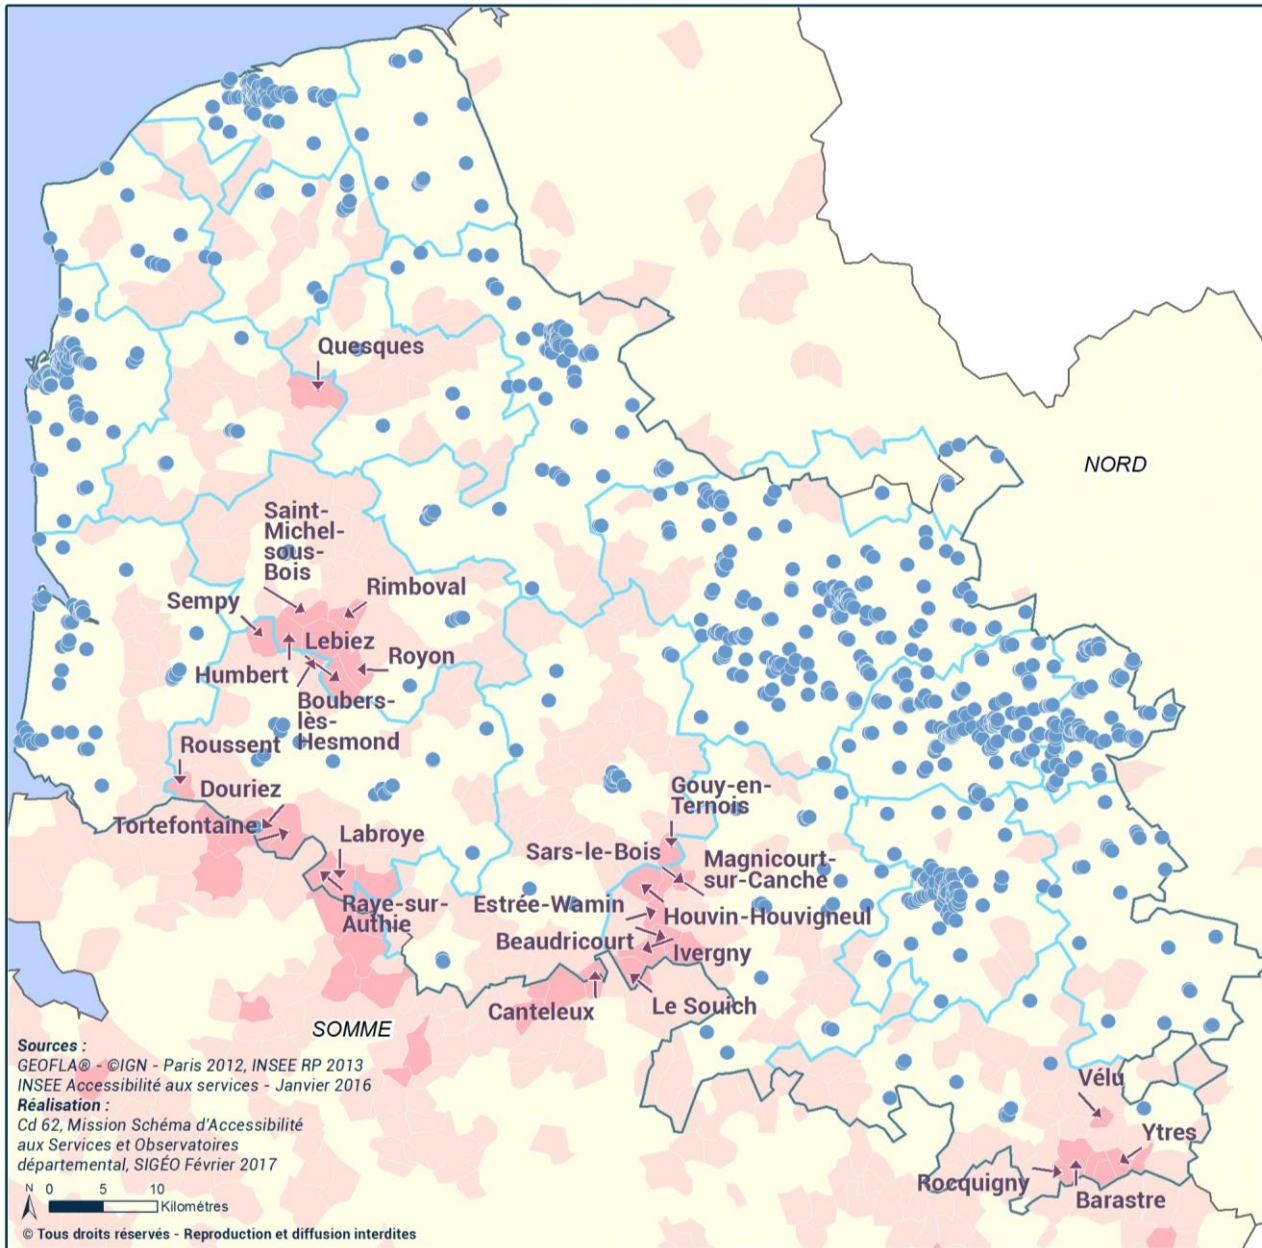 Quesques
NORD
Saint-
Michel-
sous-
Bois
Rimboval
Sempy
Lebiez
Royon
Humbert
Boubers-
lès-
Hesmond
Roussent
Douriez
Tortefontaine
Labroye
Raye-sur-
Authie
Gouy-en-
Ternois
Sars-le-Bois
Magnicourt-
sur-Canche
Estrée-Wamin
Houvin-Houvigneul
Beaudricourt
Ivergny
Canteleux
Le Souich
SOMME
Vélu
Ytres
Rocquigny
Barastre
Sources :
GEOFLA® - ©IGN - Paris 2012, INSEE RP 2013
INSEE Accessibilité aux services - Janvier 2016
Réalisation :
Cd 62, Mission Schéma d'Accessibilité
aux Services et Observatoires
départemental, SIGÉO Février 2017
N 0 5 10
Kilométres
© Tous droits réservés - Reproduction et diffusion interdites